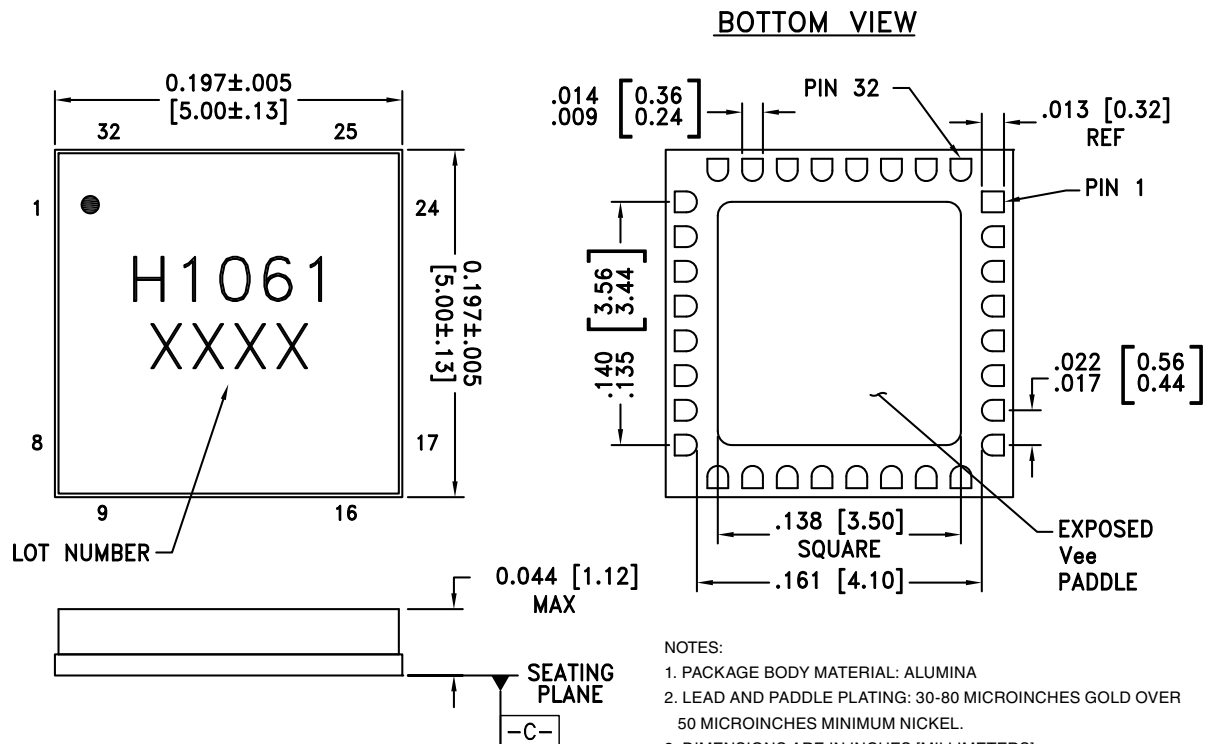 BOTTOM VIEW
0.197±.005
[5.00±.13]
32 25
1 24
H1061
XXXX
0.197±.005
[5.00±.13]
8 17
9 16
LOT NUMBER
.014 [0.36
.009 0.24]
PIN 32
.013 [0.32]
REF
PIN 1
[3.56
3.44]
.140
.135
.022 [0.56
.017 0.44]
.138 [3.50]
SQUARE
.161 [4.10]
EXPOSED
Vee
PADDLE
0.044 [1.12]
MAX
SEATING
PLANE
-C-
NOTES:
1. PACKAGE BODY MATERIAL: ALUMINA
2. LEAD AND PADDLE PLATING: 30-80 MICROINCHES GOLD OVER
50 MICROINCHES MINIMUM NICKEL.